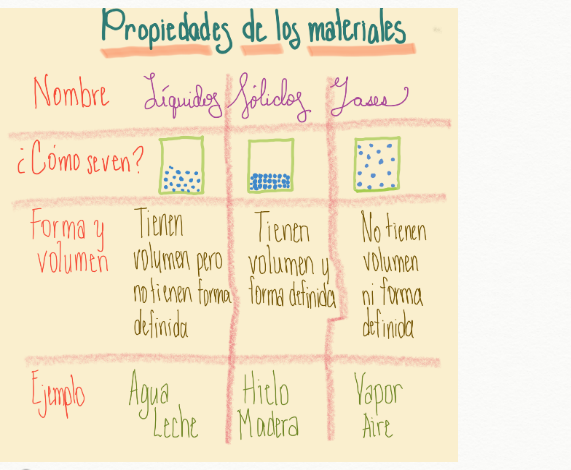 Propiedades de los materiales
Nombre Líquidos Sólidos Gases
¿Cómo seven?
Forma y
volumen
Tienen
volumen pero
no tienen forma
definida
Tienen
volumen y
forma definida
No tienen
volumen
ni forma
definida
Ejemplo
Agua
Leche
Hielo
Madera
Vapor
Aire